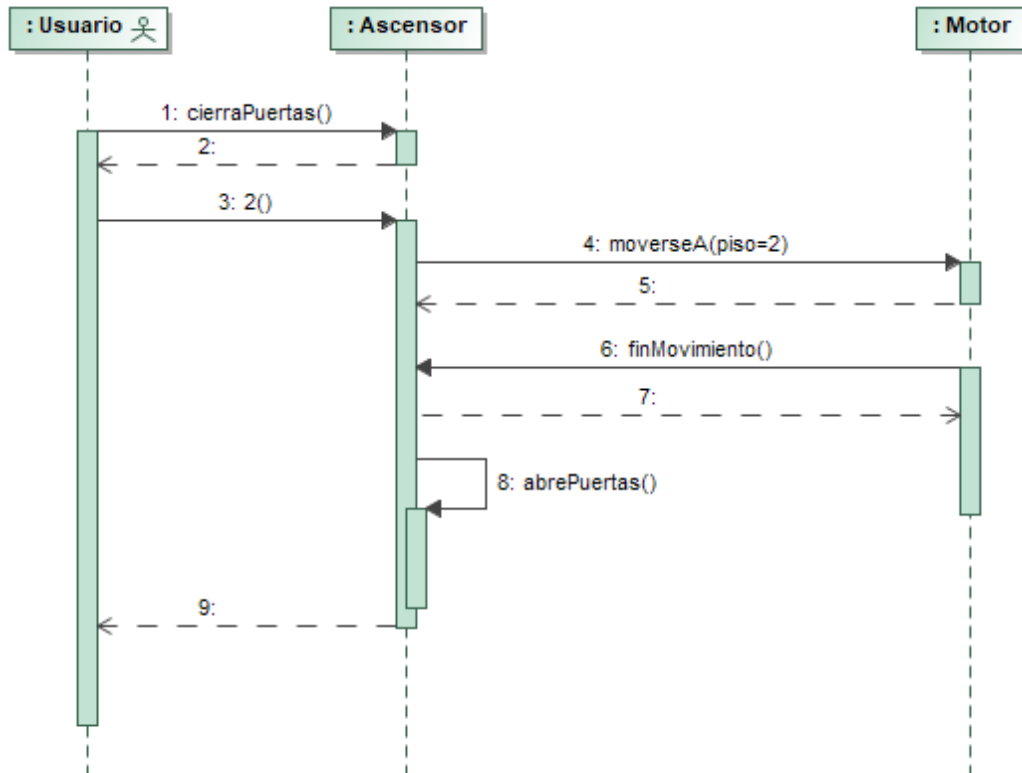 : Usuario
: Ascensor
: Motor
1: cierraPuertas()
2:
3: 2()
4: moverseA(piso=2)
5:
6: finMovimiento()
7:
8: abrePuertas()
9: